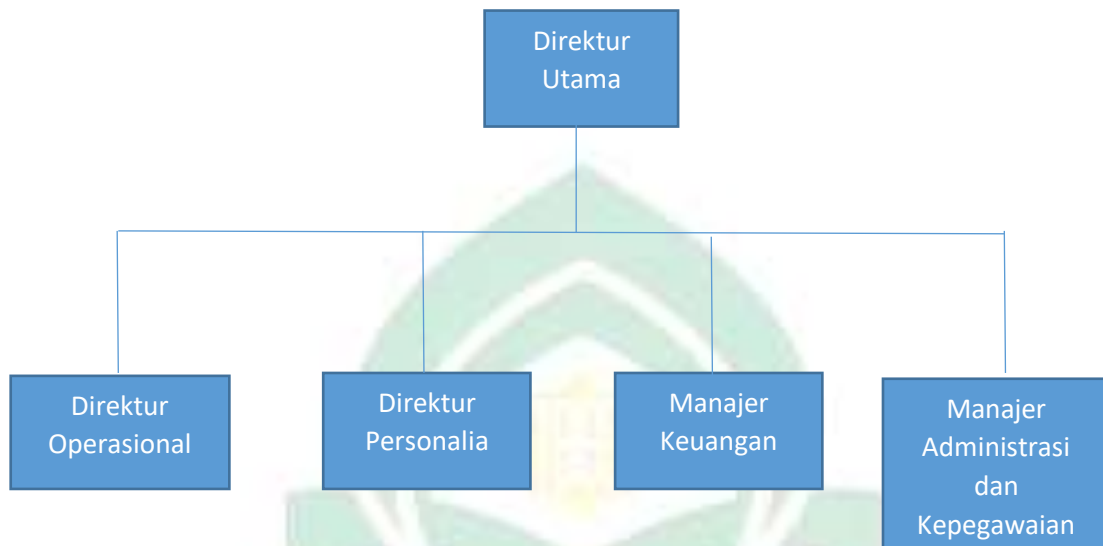 Direktur
Utama
Direktur
Operasional
Direktur
Personalia
Manajer
Keuangan
Manajer
Administrasi
dan
Kepegawaian